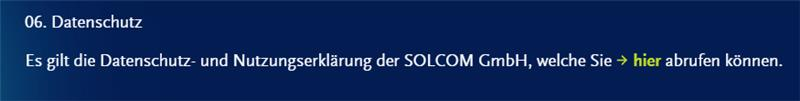 06. Datenschutz
Es gilt die Datenschutz- und Nutzungserklärung der SOLCOM GmbH, welche Sie → hier abrufen können.